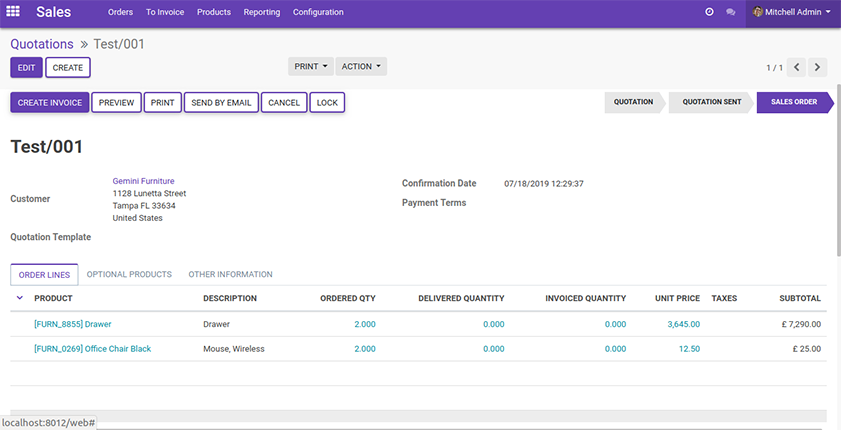 Sales Orders To Invoice Products Reporting Configuration Mitchell Admin
Quotations » Test/001
EDIT CREATE PRINT ACTION 1 / 1
CREATE INVOICE PREVIEW PRINT SEND BY EMAIL CANCEL LOCK QUOTATION QUOTATION SENT SALES ORDER
Test/001
Customer
Gemini Furniture
1128 Lunetta Street
Tampa FL 33634
United States
Confirmation Date 07/18/2019 12:29:37
Payment Terms
Quotation Template
ORDER LINES OPTIONAL PRODUCTS OTHER INFORMATION
PRODUCT DESCRIPTION ORDERED QTY DELIVERED QUANTITY INVOICED QUANTITY UNIT PRICE TAXES SUBTOTAL
[FURN_8855] Drawer Drawer 2.000 0.000 0.000 3,645.00 £ 7,290.00
[FURN_0269] Office Chair Black Mouse, Wireless 2.000 0.000 0.000 12.50 £ 25.00
localhost:8012/web#